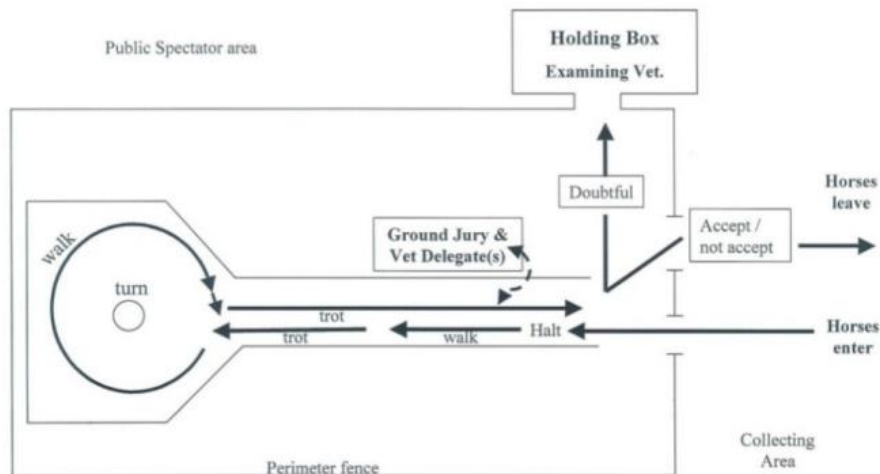 Public Spectator area
Holding Box
Examining Vet.
Doubtful
Horses
leave
Accept /
not accept
Ground Jury &
Vet Delegate(s)
walk
turn
trot
trot
walk
Halt
Horses
enter
Collecting
Area
Perimeter fence